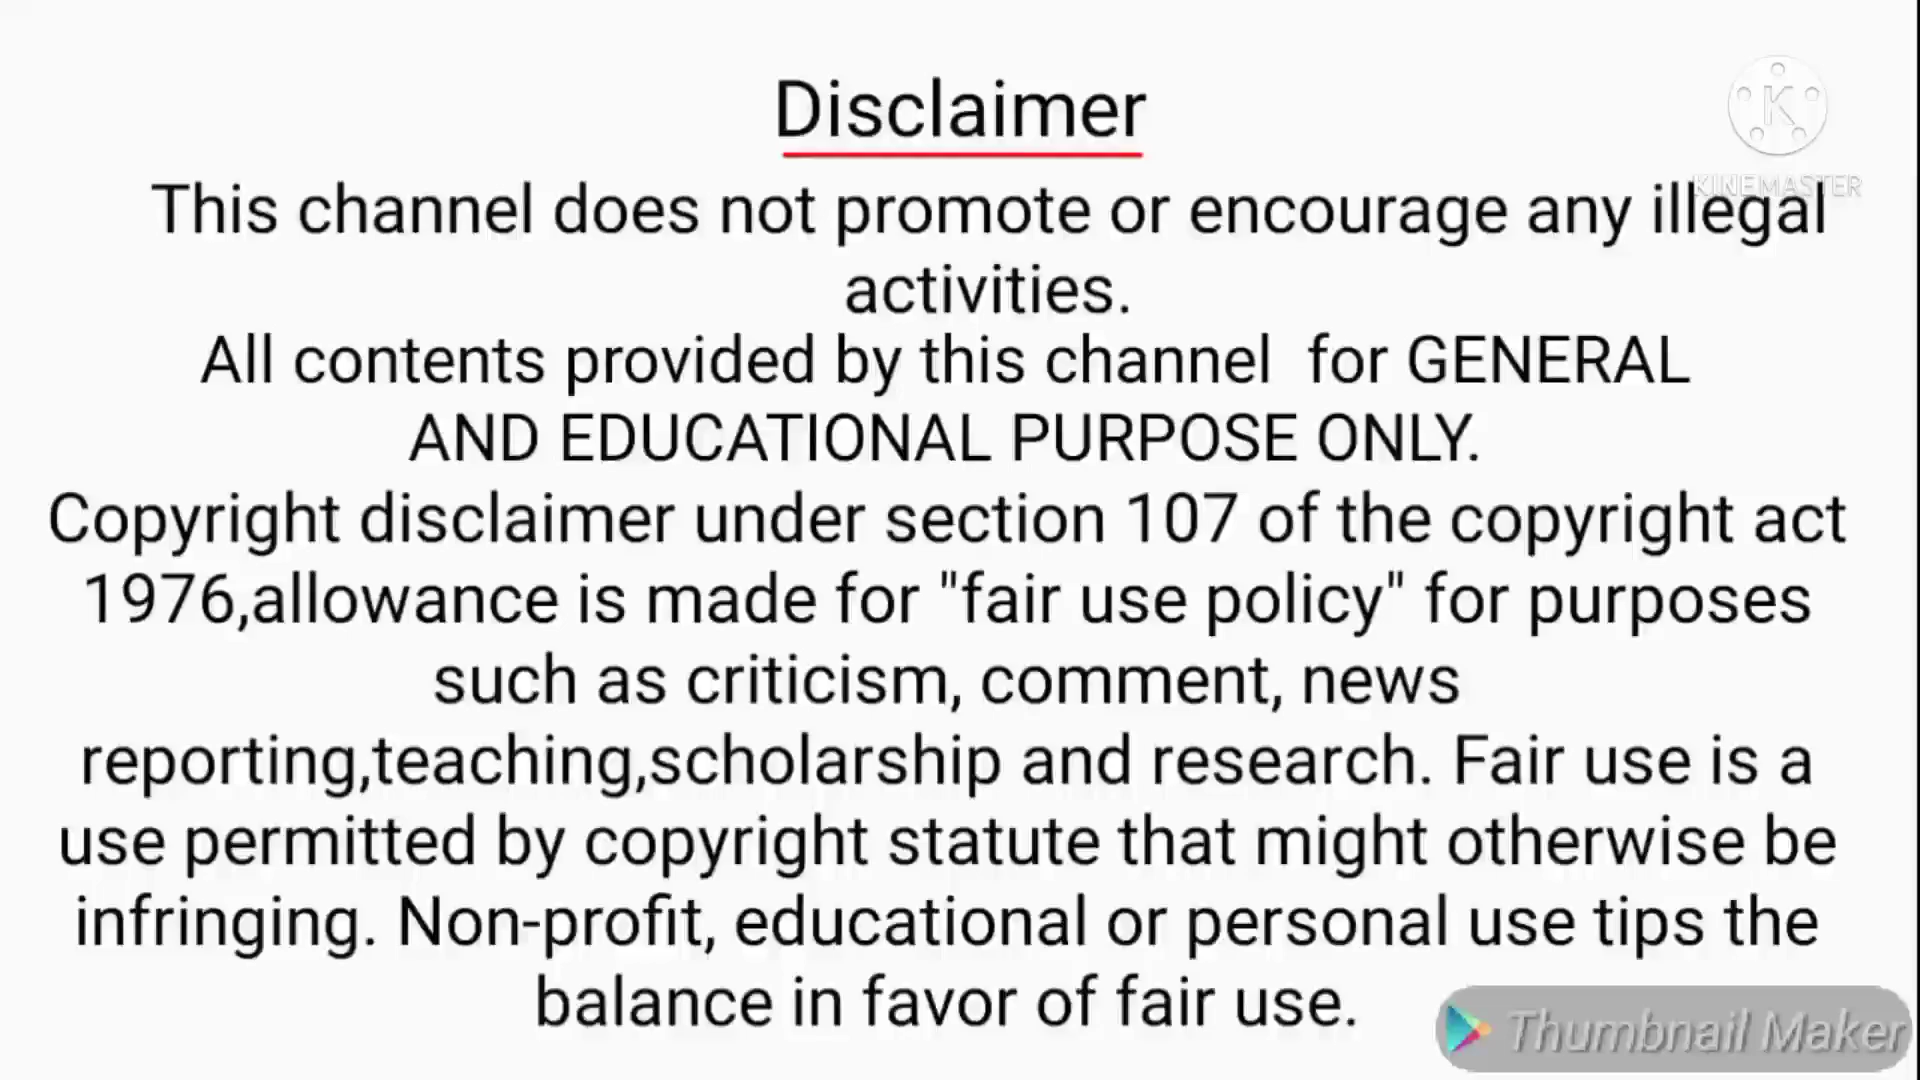 Disclaimer
KINEMASTER
This channel does not promote or encourage any illegal
activities.
All contents provided by this channel  for GENERAL
AND EDUCATIONAL PURPOSE ONLY.
Copyright disclaimer under section 107 of the copyright act
1976,allowance is made for "fair use policy" for purposes
such as criticism, comment, news
reporting,teaching,scholarship and research. Fair use is a
use permitted by copyright statute that might otherwise be
infringing. Non-profit, educational or personal use tips the
balance in favor of fair use.
Thumbnail Maker